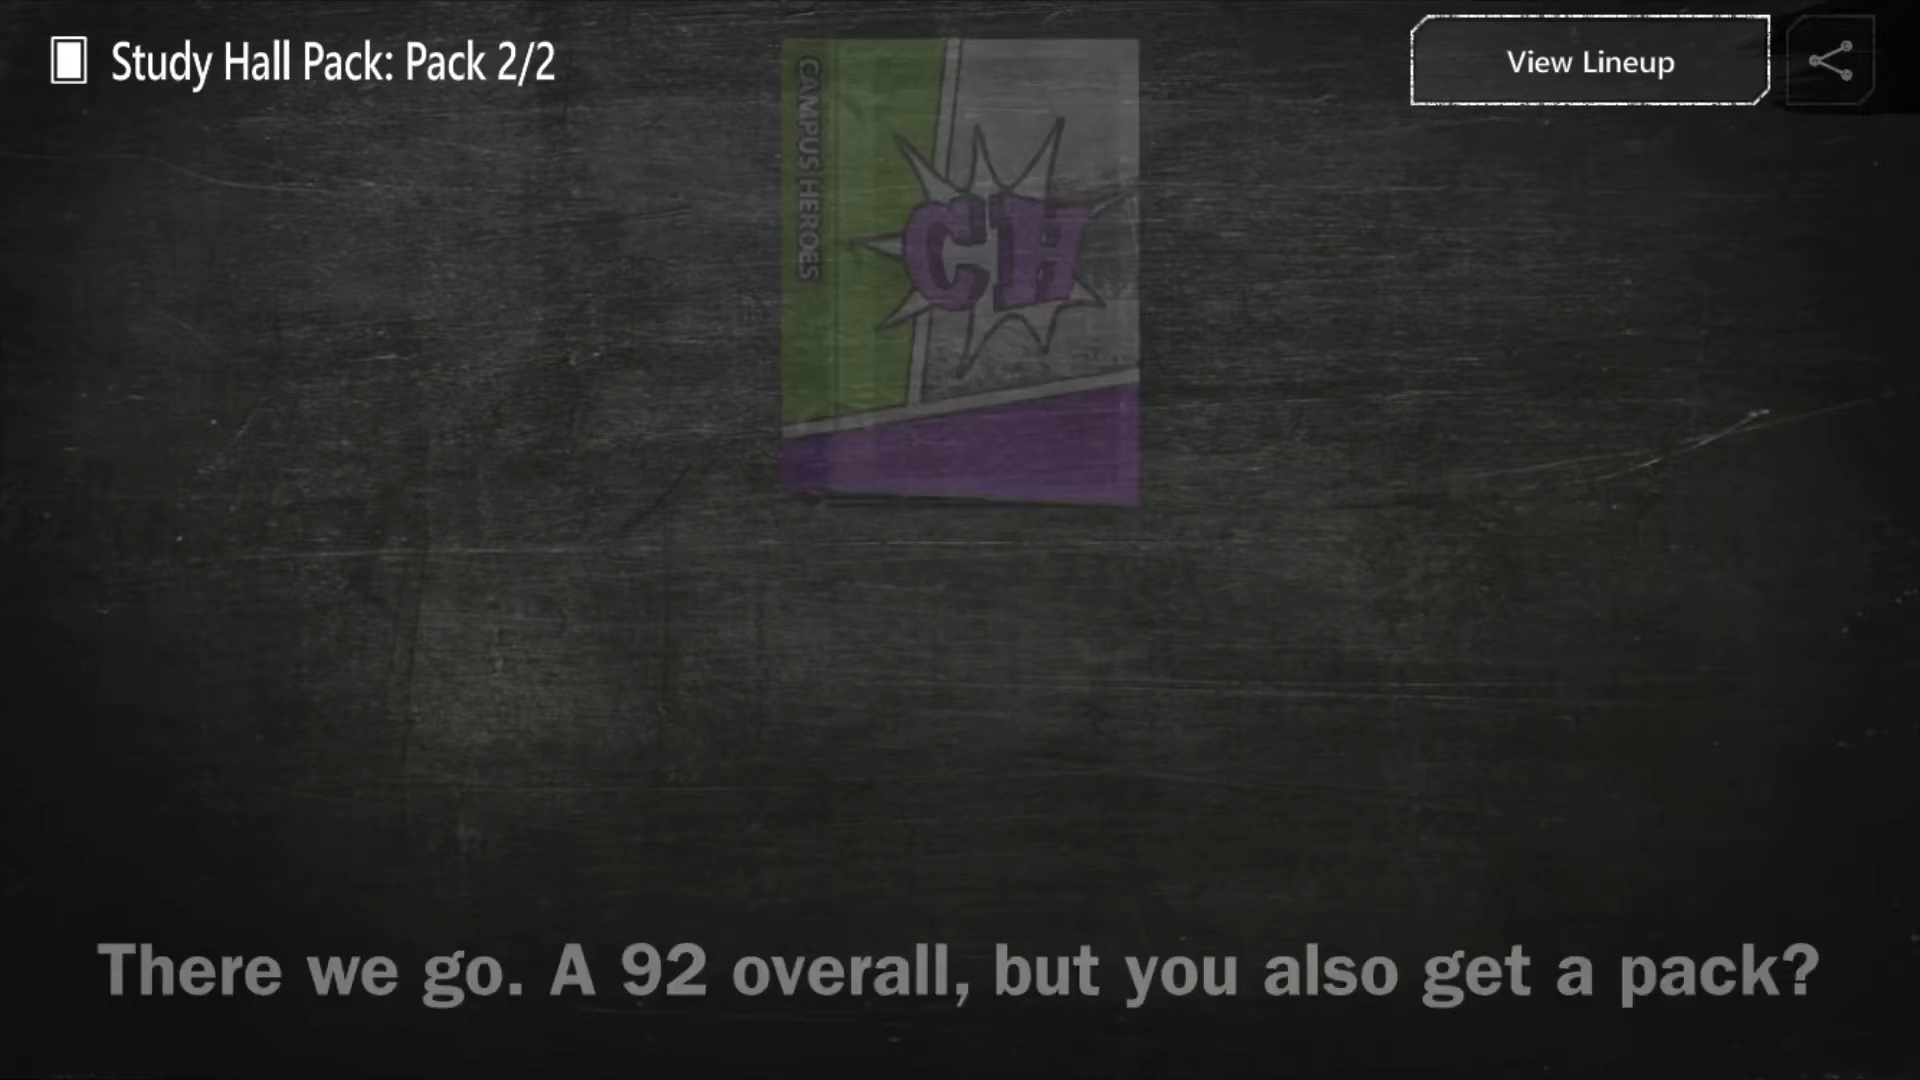 Study Hall Pack: Pack 2/2
View Lineup
CAMPUS HEROES
CH
There we go. A 92 overall, but you also get a pack?